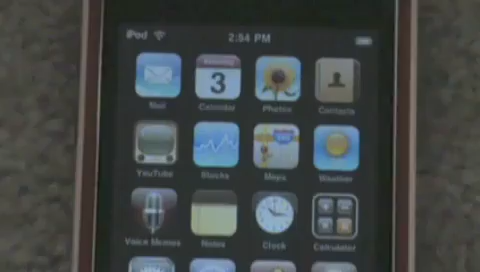 iPod 2:54 PM
3
Mail Calendar Photos Contacts
YouTube Stocks Maps Weather
Voice Memos Notes Clock Calculator